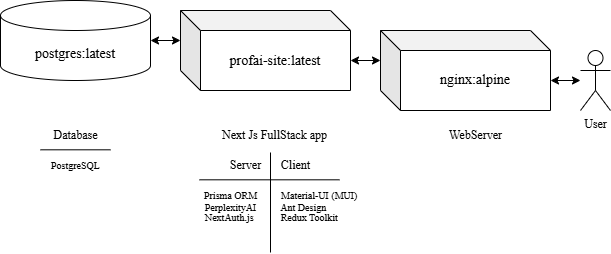 postgres:latest
profai-site:latest
nginx:alpine
User
Database
PostgreSQL
Next Js FullStack app
Server
Client
Prisma ORM
PerplexityAI
NextAuth.js
Material-UI (MUI)
Ant Design
Redux Toolkit
WebServer